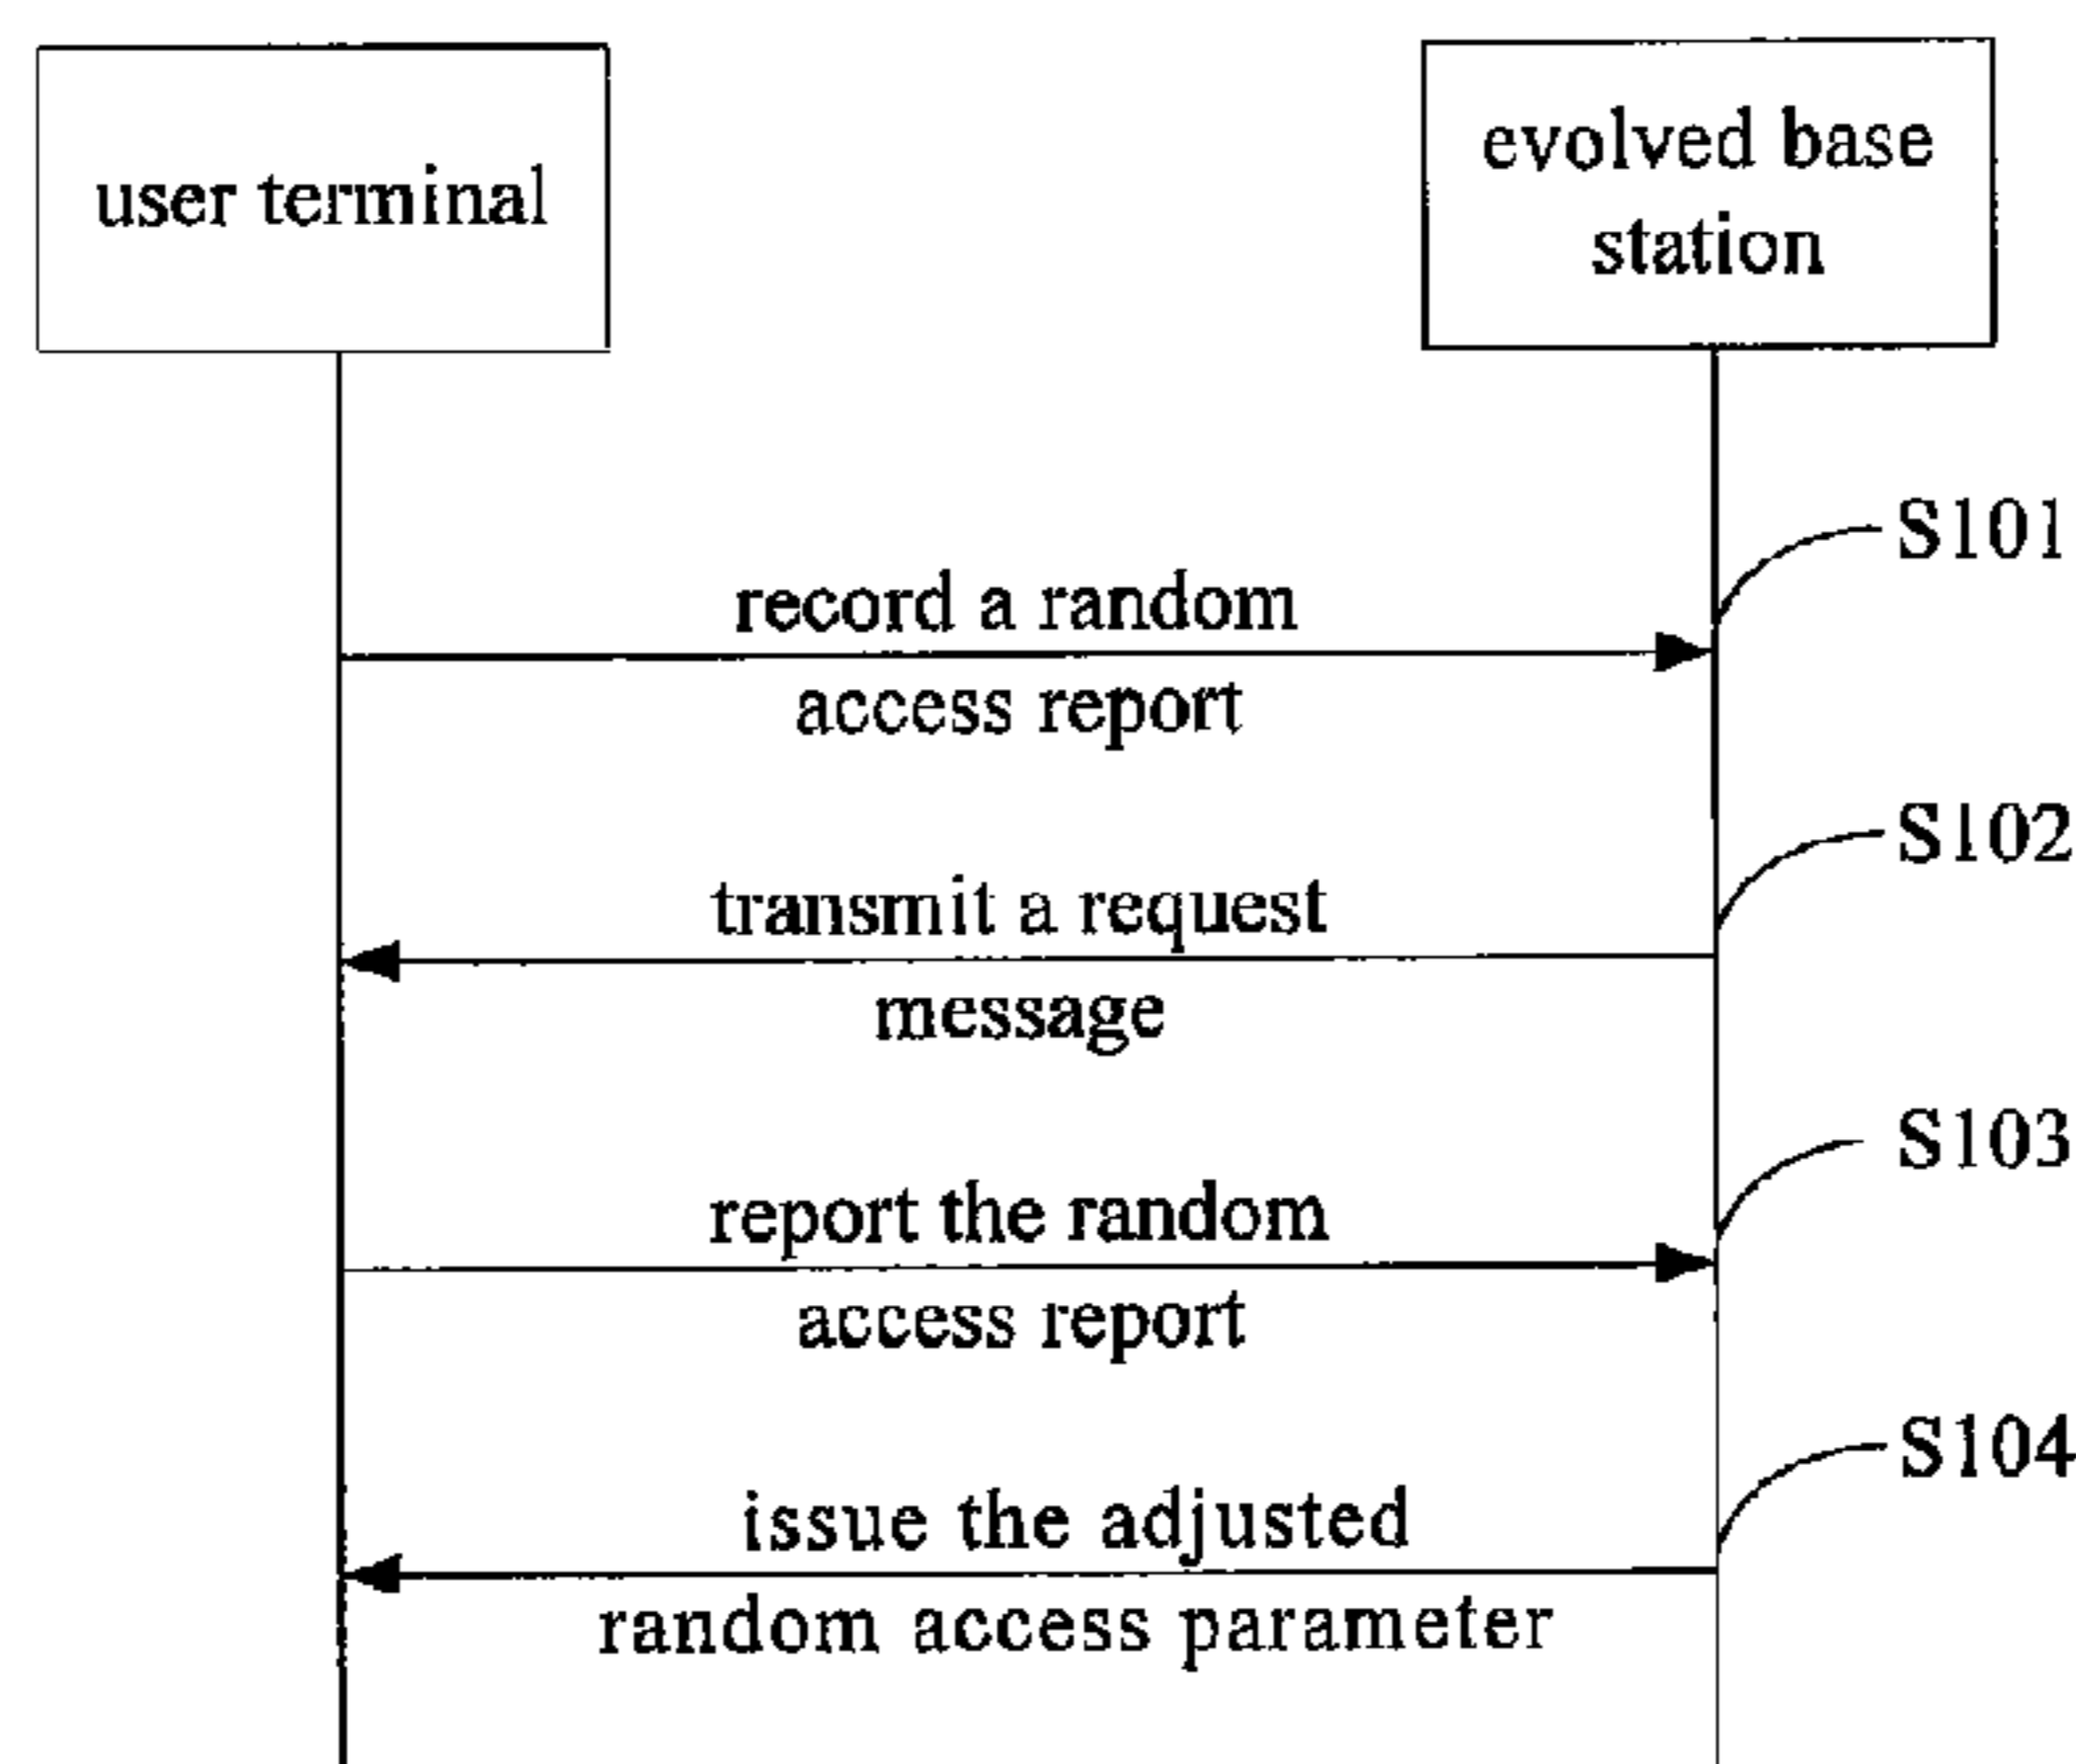 user terminal
evolved base
station
S101
record a random
access report
S102
transmit a request
message
S103
report the random
access report
S104
issue the adjusted
random access parameter